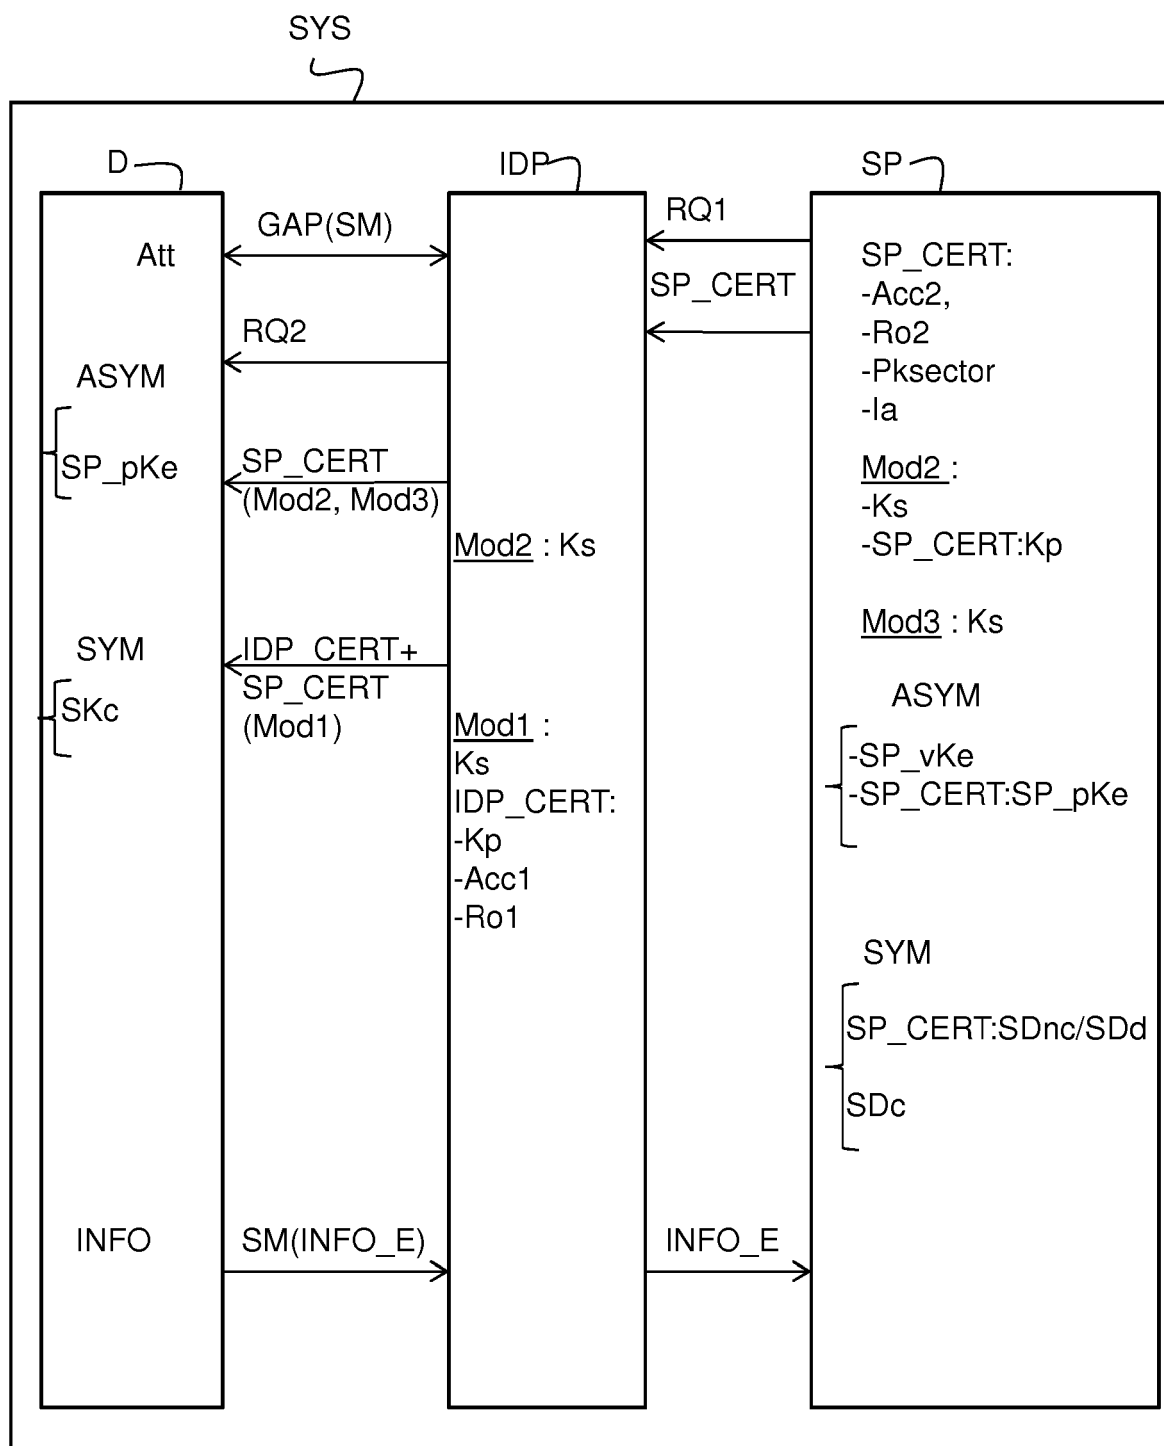 SYS
D
IDP
SP
GAP(SM)
Att
RQ1
SP_CERT
SP_CERT:
-Acc2,
-Ro2
-Pksector
-Ia
RQ2
ASYM
SP_pKe
SP_CERT
(Mod2, Mod3)
Mod2 :
-Ks
-SP_CERT:Kp
Mod2 : Ks
Mod3 : Ks
SYM
SKc
IDP_CERT+
SP_CERT
(Mod1)
Mod1 :
Ks
IDP_CERT:
-Kp
-Acc1
-Ro1
ASYM
-SP_vKe
-SP_CERT:SP_pKe
SYM
SP_CERT:SDnc/SDd
SDc
INFO
SM(INFO_E)
INFO_E